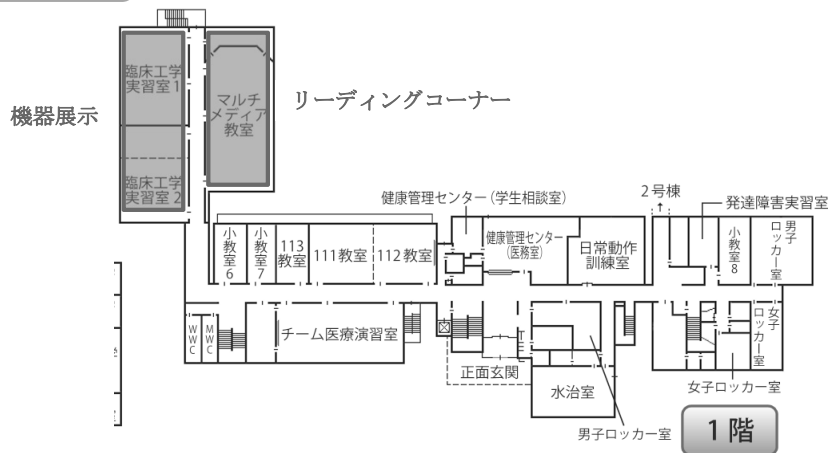 臨床工学
実習室1
マルチ
メディア
教室
リーディングコーナー
機器展示
臨床工学
実習室2
健康管理センター(学生相談室)
2号棟
↑
発達障害実習室
小教室6
小教室7
113
教室
111教室
112教室
健康管理センター
(医務室)
日常動作
訓練室
小教室8
男子
ロッカー室
WWC
MWC
チーム医療演習室
TEL
正面玄関
水治室
女子
ロッカー室
女子ロッカー室
男子ロッカー室
1階